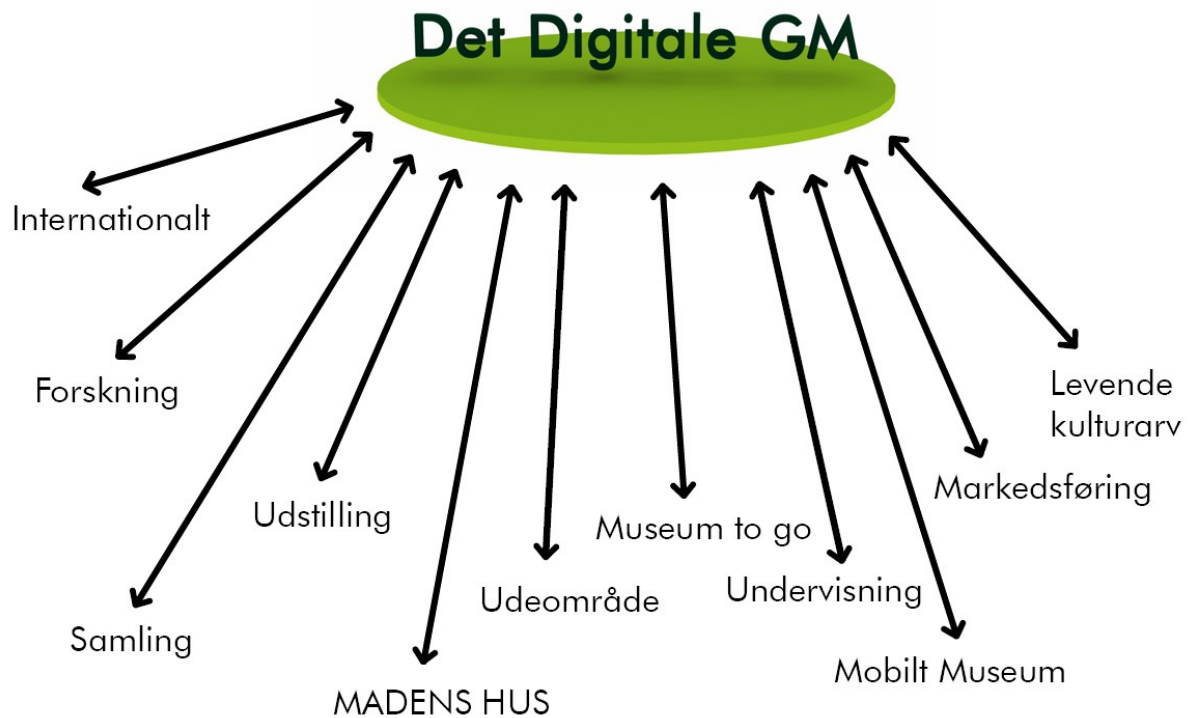 Det Digitale GM
Internationalt
Forskning
Samling
Udstilling
MADENS HUS
Udeområde
Museum to go
Undervisning
Mobilt Museum
Markedsføring
Levende
kulturarv